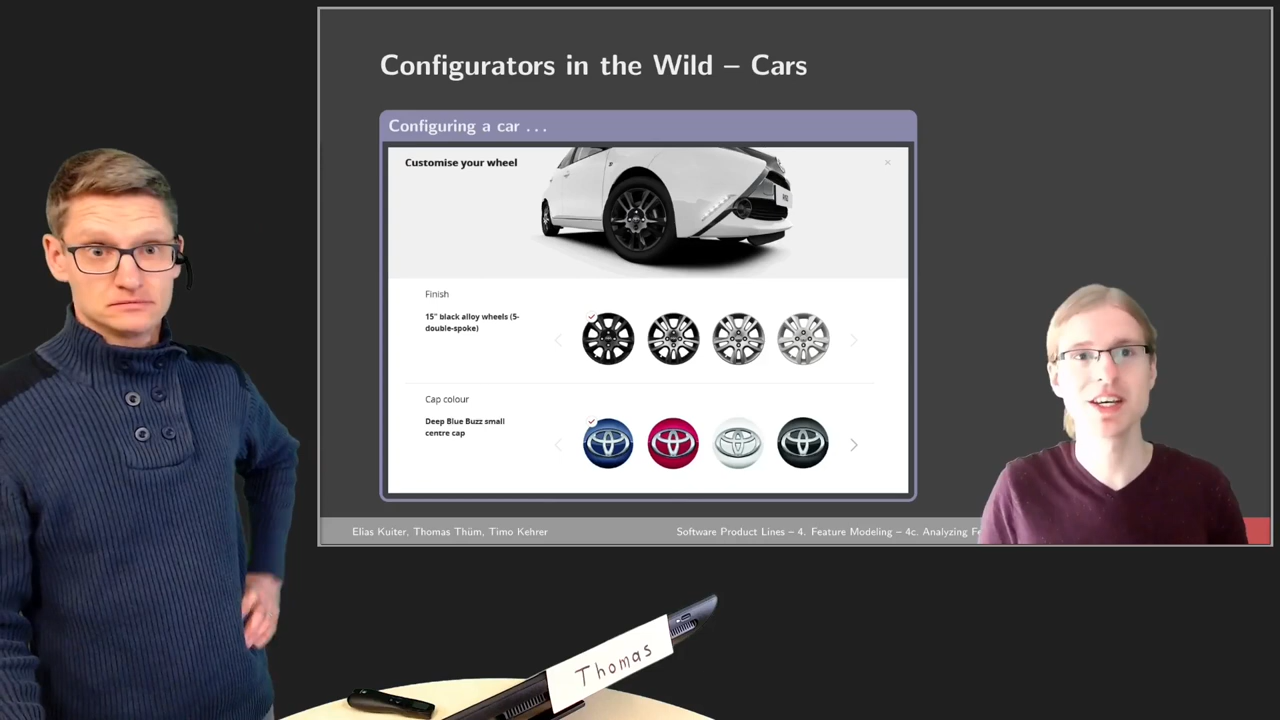 Configurators in the Wild – Cars
Configuring a car . . .
Customise your wheel
Finish
15" black alloy wheels (5-
double-spoke)
Cap colour
Deep Blue Buzz small
centre cap
Elias Kuiter, Thomas Thüm, Timo Kehrer
Software Product Lines – 4. Feature Modeling – 4c. Analyzing
Thomas